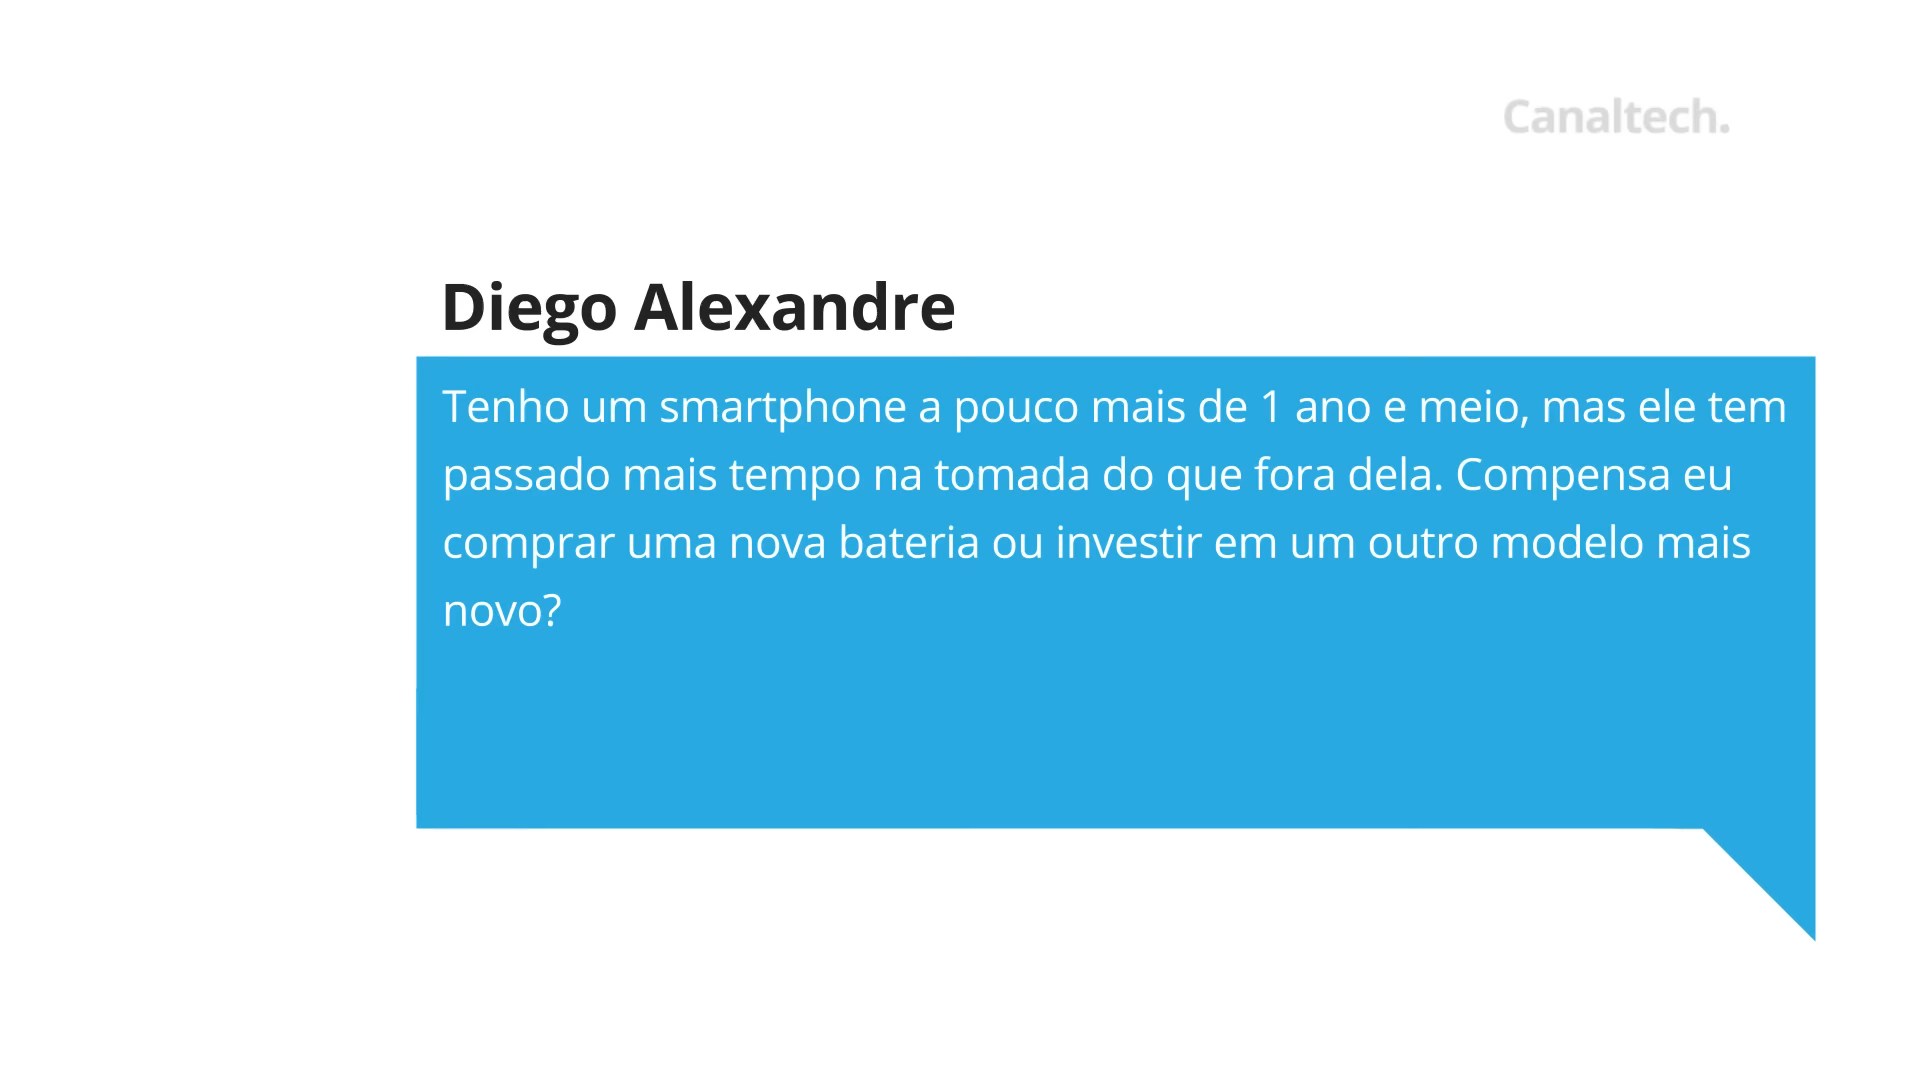 Canaltech.
Diego Alexandre
Tenho um smartphone a pouco mais de 1 ano e meio, mas ele tem
passado mais tempo na tomada do que fora dela. Compensa eu
comprar uma nova bateria ou investir em um outro modelo mais
novo?